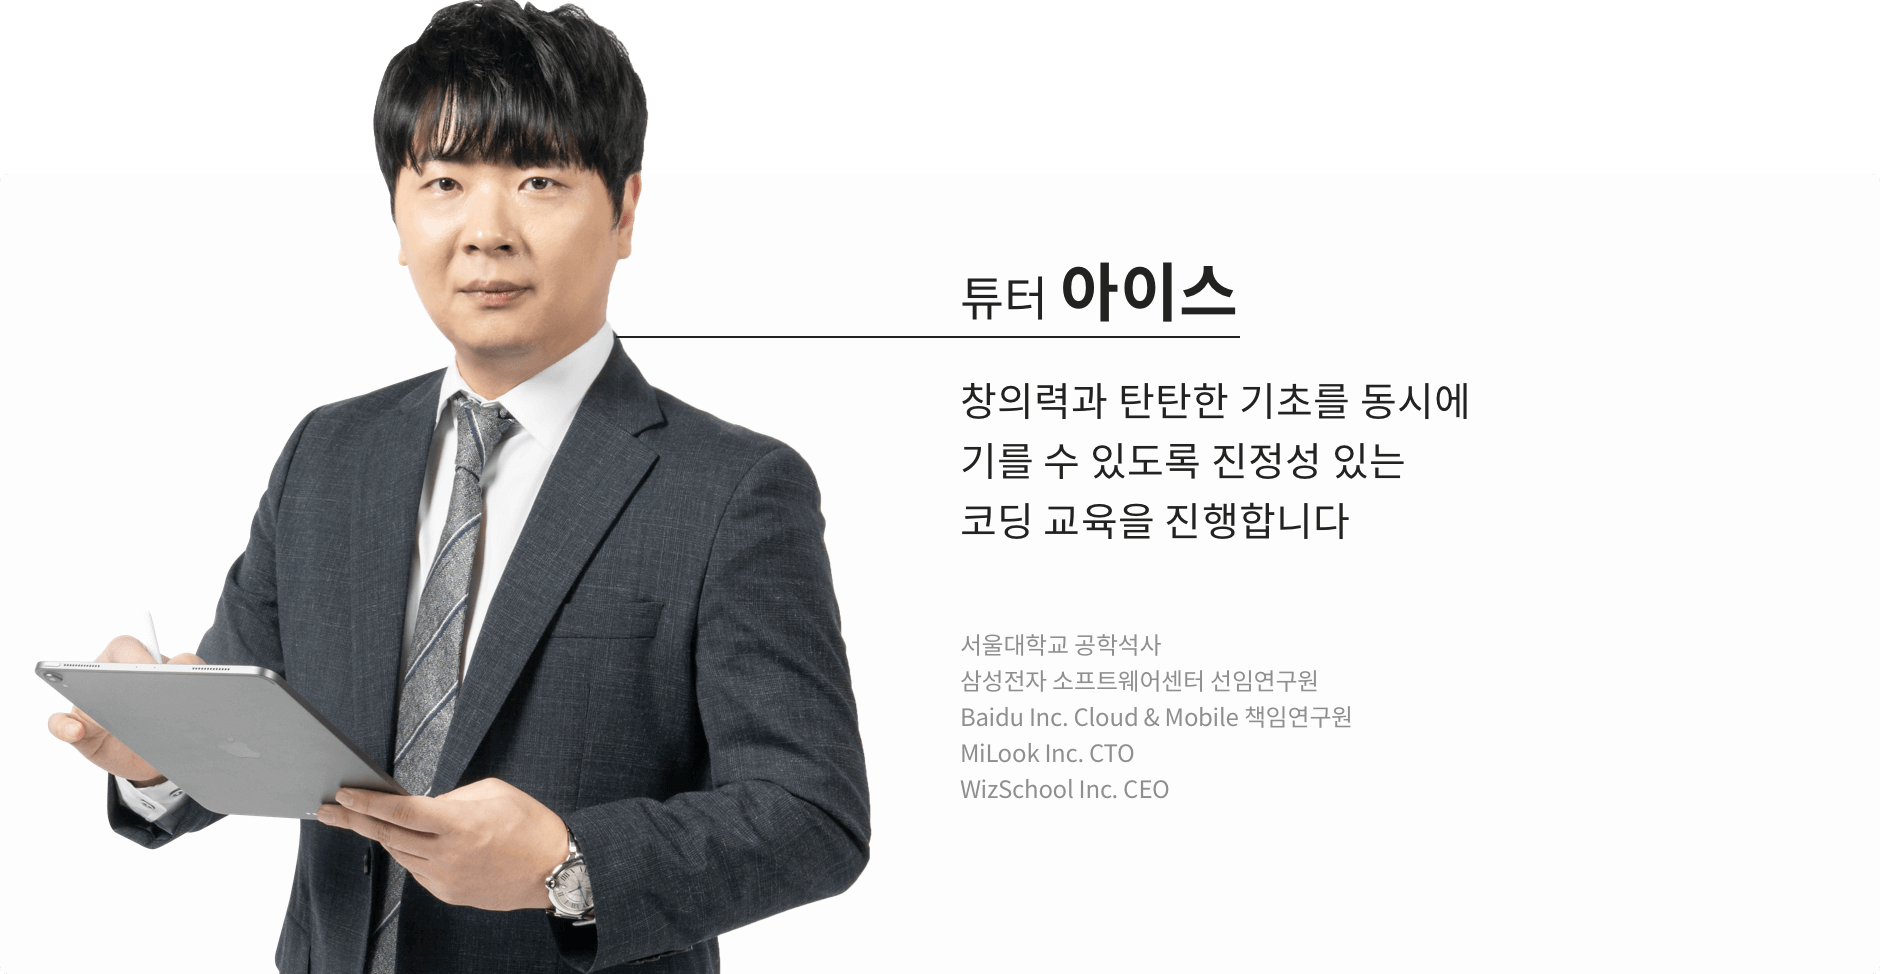 튜터 아이스
창의력과 탄탄한 기초를 동시에
기를 수 있도록 진정성 있는
코딩 교육을 진행합니다
서울대학교 공학석사
삼성전자 소프트웨어센터 선임연구원
Baidu Inc. Cloud & Mobile 책임연구원
MiLook Inc. CTO
WizSchool Inc. CEO